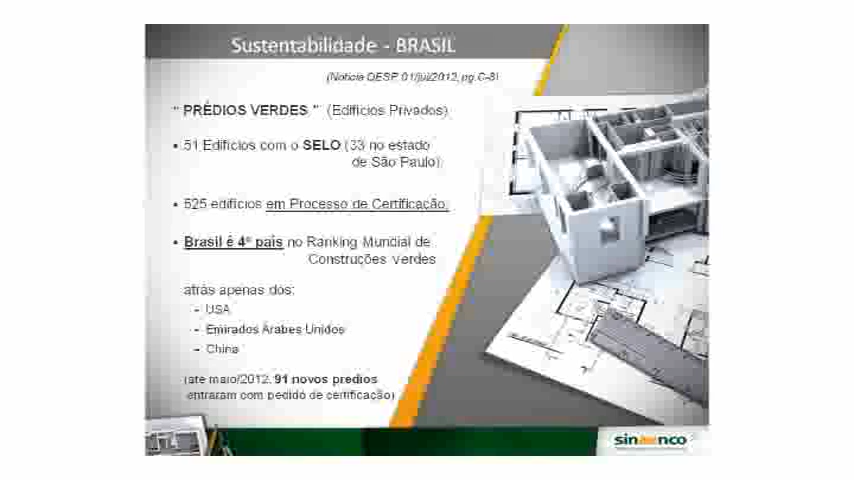 Sustentabilidade - BRASIL
(Notícia OESP, 01/jul/2012, pg.C-8)
“ PRÉDIOS VERDES ” (Edifícios Privados)
• 51 Edifícios com o SELO (33 no estado
de São Paulo);
• 525 edifícios em Processo de Certificação;
• Brasil é 4º país no Ranking Mundial de
Construções Verdes
atrás apenas dos:
- USA
- Emirados Árabes Unidos
- China
(até maio/2012, 91 novos prédios
entraram com pedido de certificação)
sinaenco